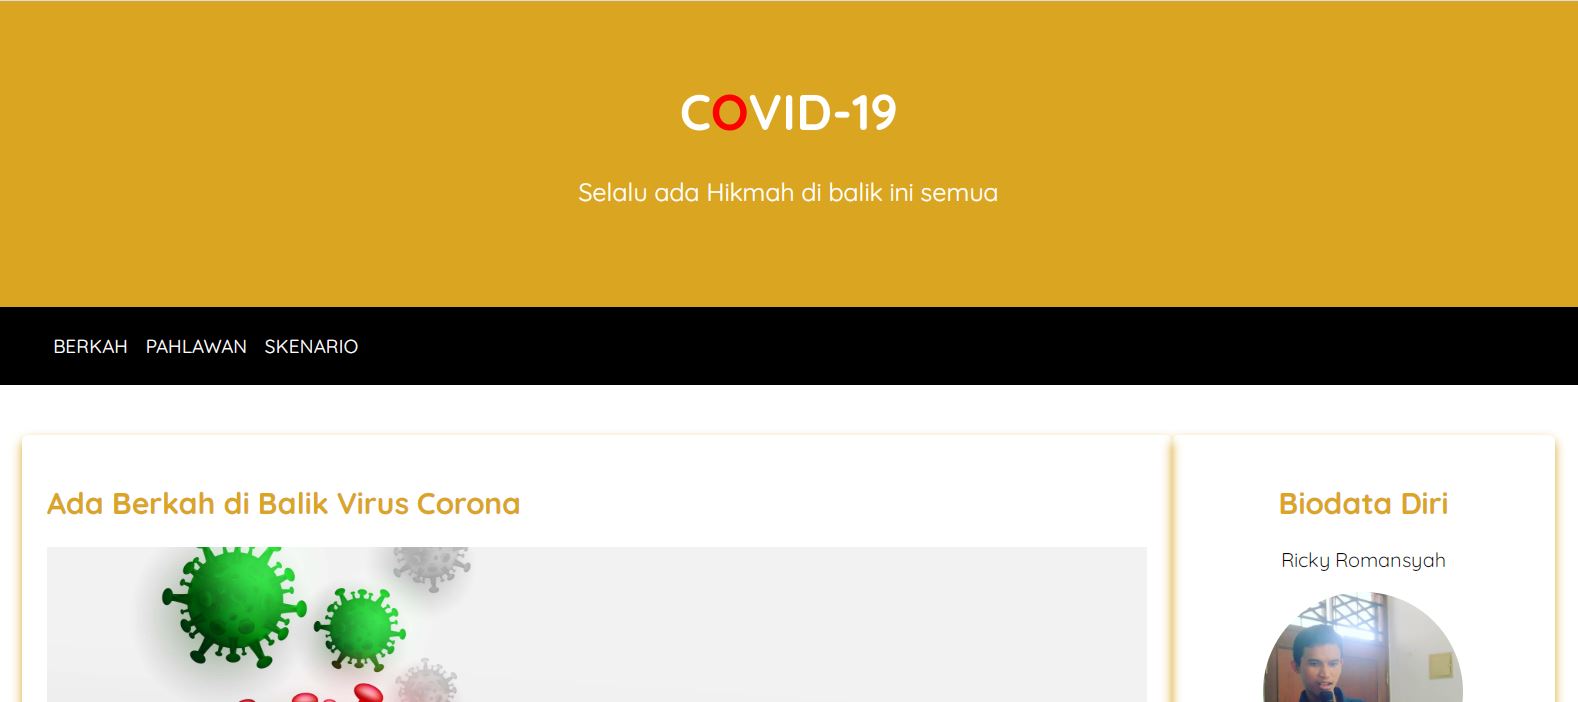 COVID-19
Selalu ada Hikmah di balik ini semua
BERKAH PAHLAWAN SKENARIO
Ada Berkah di Balik Virus Corona
Biodata Diri
Ricky Romansyah